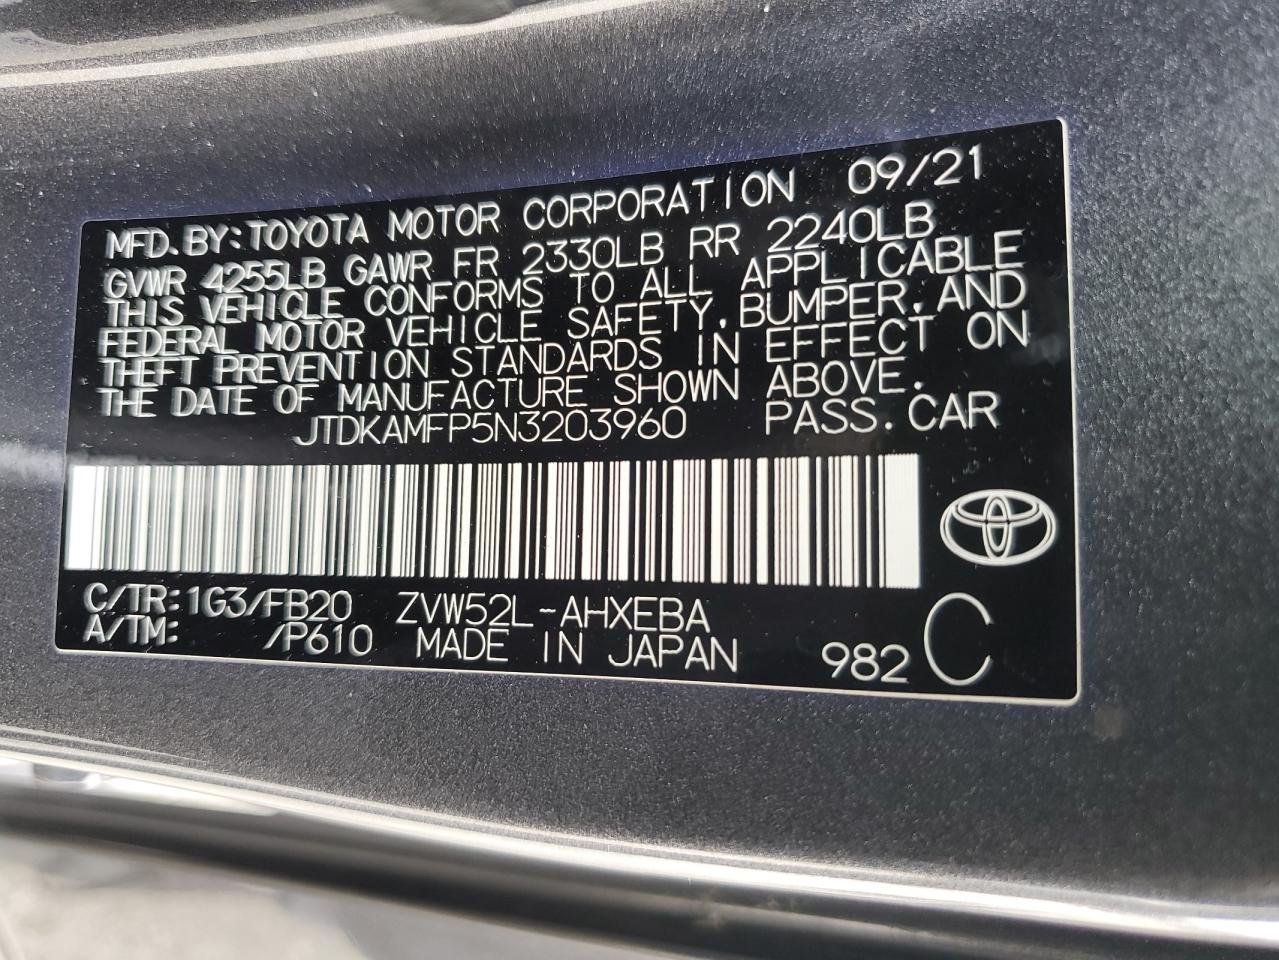 MFD.BY:TOYOTA MOTOR CORPORATION 09/21
GVWR 4255LB GAWR FR 2330LB RR 2240LB
THIS VEHICLE CONFORMS TO ALL APPLICABLE
FEDERAL MOTOR VEHICLE SAFETY,BUMPER,AND
THEFT PREVENTION STANDARDS IN EFFECT ON
THE DATE OF MANUFACTURE SHOWN ABOVE.
JTDKAMFP5N3203960 PASS.CAR
C/TR:1G3/FB20 ZVW52L-AHXEBA
A/TM: /P610 MADE IN JAPAN 982 C